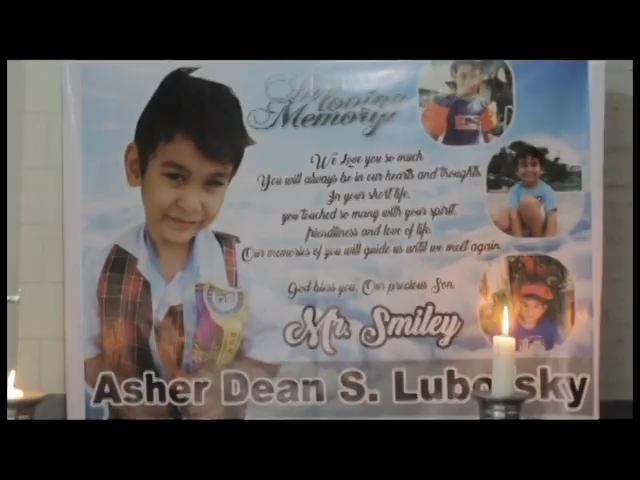 In loving
Memory
We Love you so much
You will always be in our hearts and thoughts.
In your short life,
you touched so many with your spirit,
friendliness and love of life.
Our memories of you will guide us until we meet again.
God bless you, Our precious Son,
Mr. Smiley
Asher Dean S.